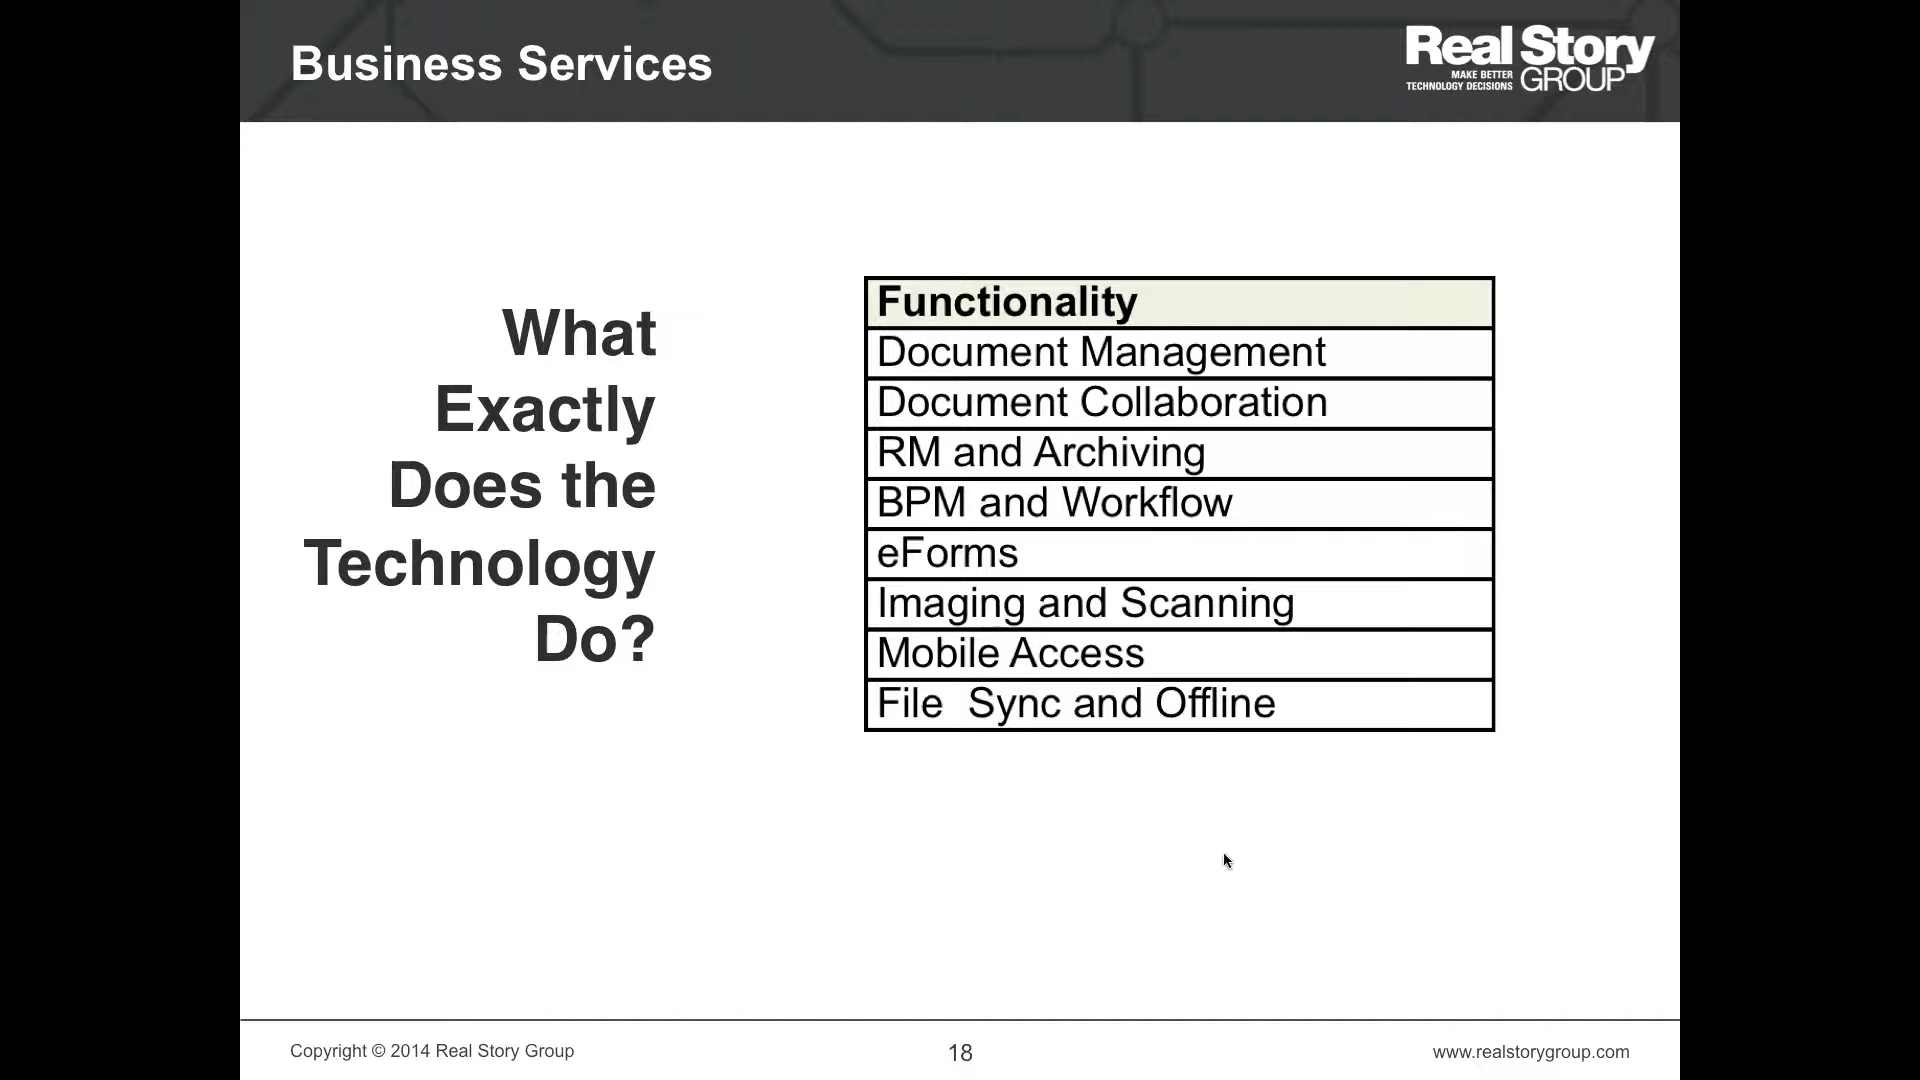 Business Services
Real Story
MAKE BETTER
TECHNOLOGY DECISIONS
GROUP
What
Exactly
Does the
Technology
Do?
Functionality
Document Management
Document Collaboration
RM and Archiving
BPM and Workflow
eForms
Imaging and Scanning
Mobile Access
File  Sync and Offline
Copyright © 2014 Real Story Group
18
www.realstorygroup.com